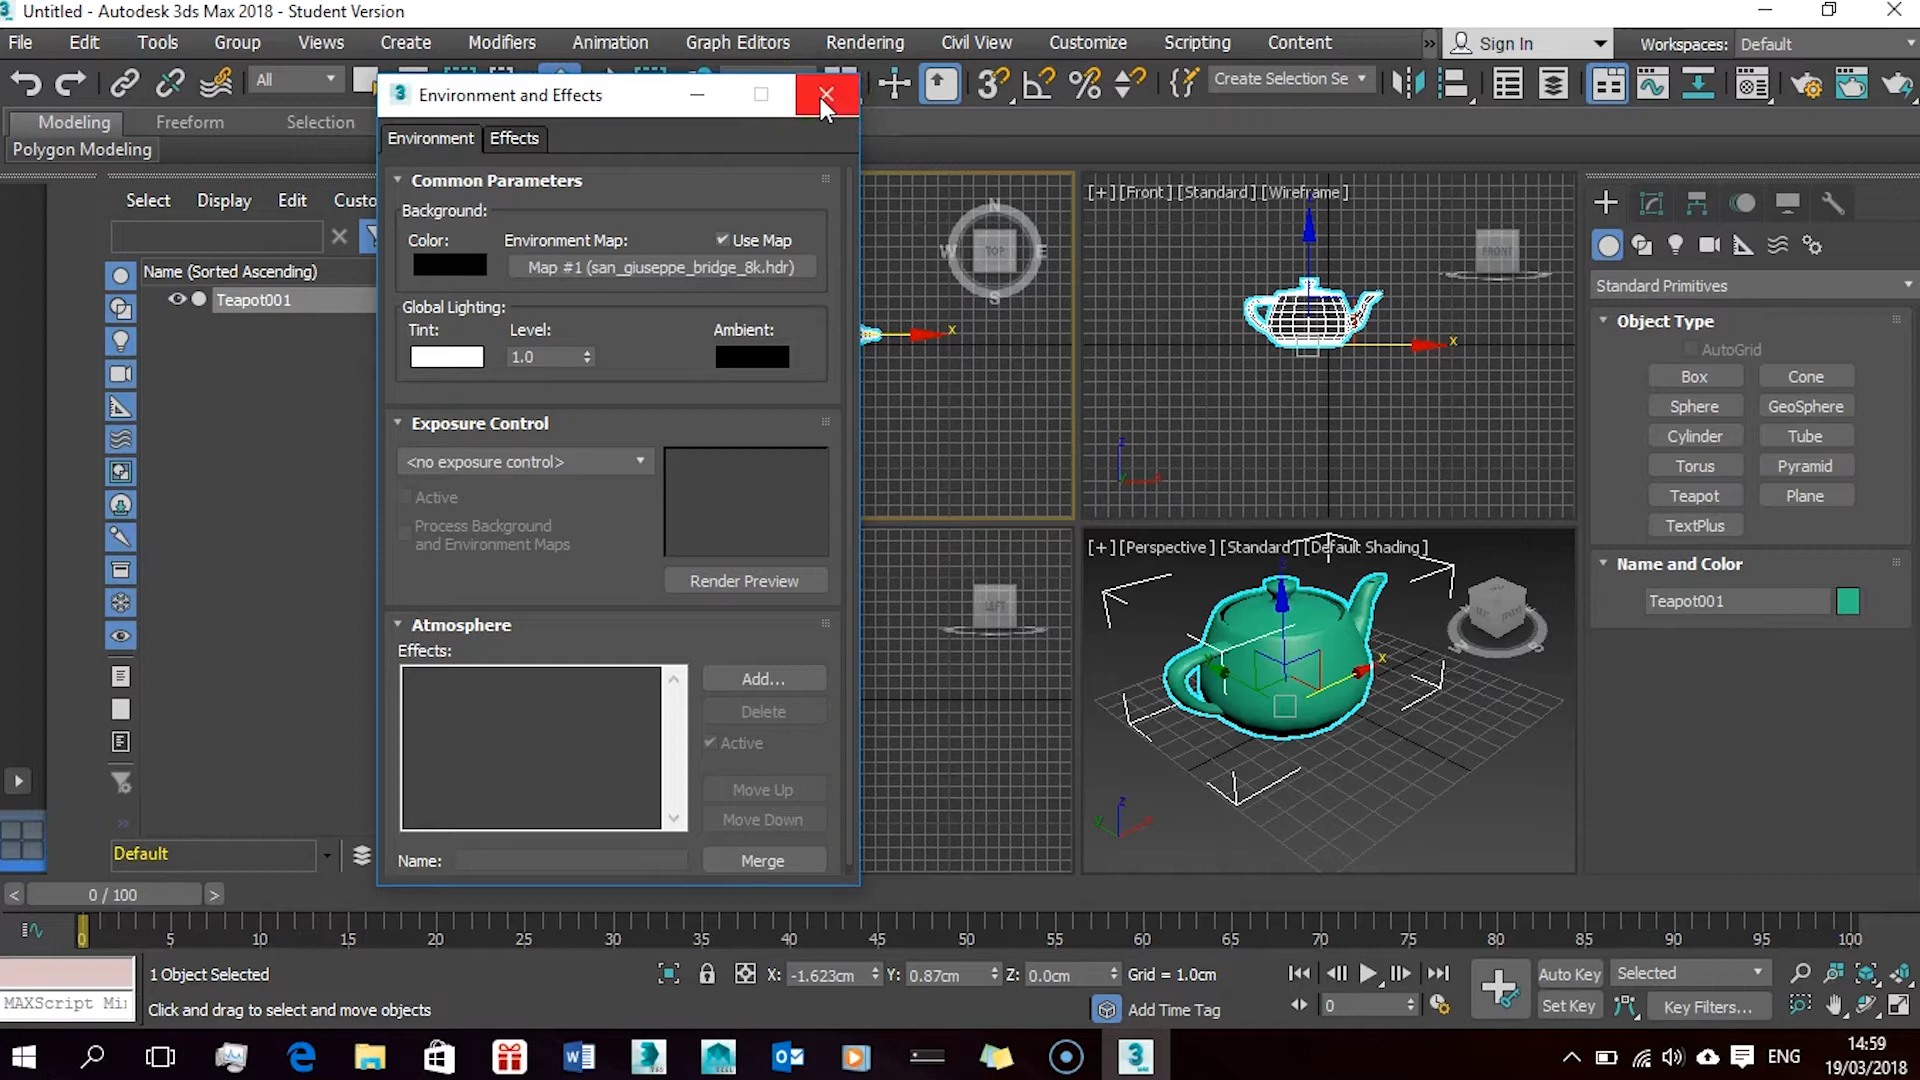 Untitled - Autodesk 3ds Max 2018 - Student Version
File Edit Tools Group Views Create Modifiers Animation Graph Editors Rendering Civil View Customize Scripting Content » Sign In Workspaces: Default
All Create Selection Se
Environment and Effects
Modeling Freeform Selection
Environment Effects
Polygon Modeling
Common Parameters
Select Display Edit Custo
Background:
Color: Environment Map: Use Map
Map #1 (san_giuseppe_bridge_8k.hdr)
Name (Sorted Ascending)
Teapot001
Global Lighting:
Tint: Level: Ambient:
1.0
Exposure Control
<no exposure control>
Active
Process Background
and Environment Maps
Render Preview
Atmosphere
Effects:
Add...
Delete
Active
Move Up
Move Down
Name: Merge
N
W TOP E
S
x
[+] [Front] [Standard] [Wireframe]
FRONT
x
z
LEFT
[+] [Perspective] [Standard] [Default Shading]
x
z
y
Standard Primitives
Object Type
AutoGrid
Box Cone
Sphere GeoSphere
Cylinder Tube
Torus Pyramid
Teapot Plane
TextPlus
Name and Color
Teapot001
Default
< 0 / 100 >
0 5 10 15 20 25 30 35 40 45 50 55 60 65 70 75 80 85 90 95 100
1 Object Selected X: -1.623cm Y: 0.87cm Z: 0.0cm Grid = 1.0cm Auto Key Selected
MAXScript Mi Click and drag to select and move objects Add Time Tag 0 Set Key Key Filters...
ENG
14:59
19/03/2018